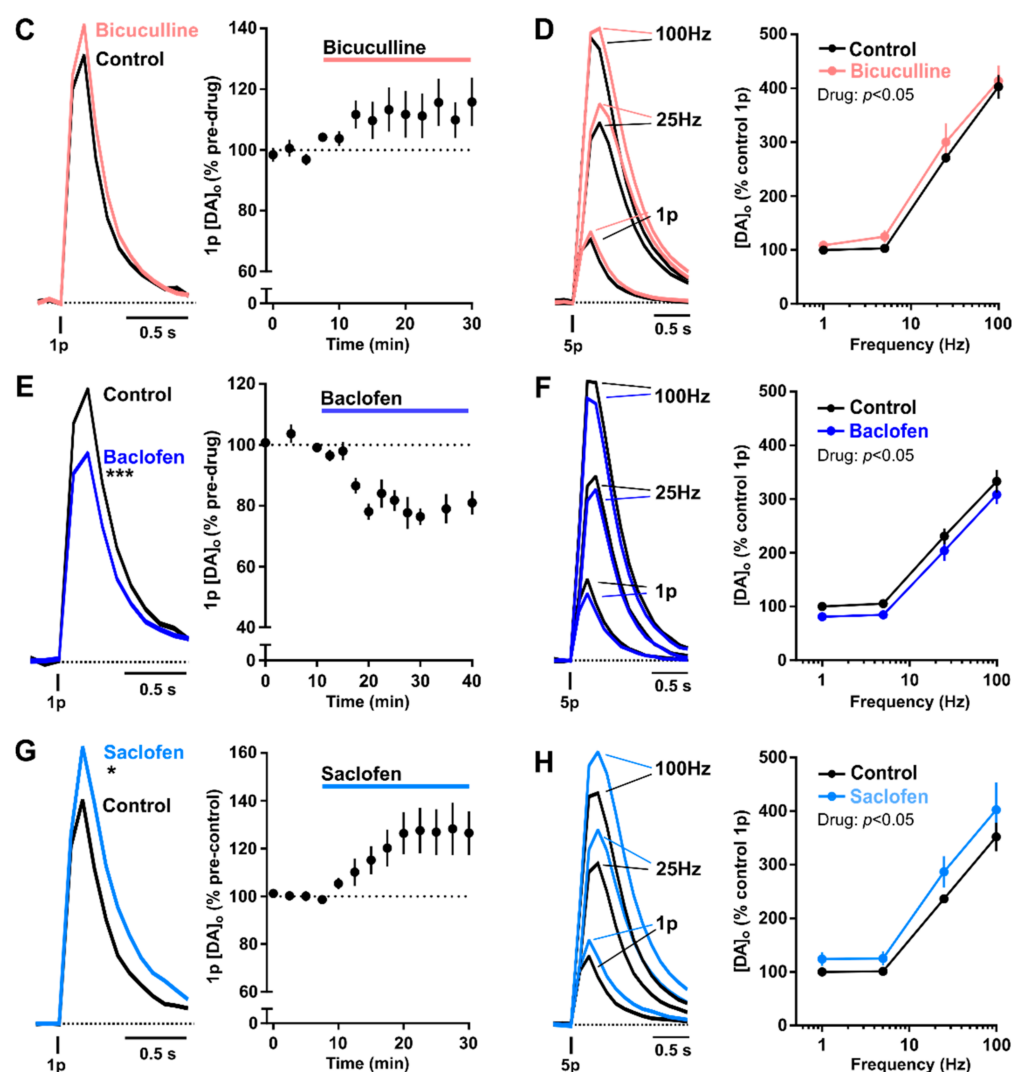 C
Bicuculline
Control
1p
0.5 s
1p [DA]o (% pre-drug)
140
120
100
80
60
0
Bicuculline
0
10
20
30
Time (min)
D
100Hz
25Hz
1p
5p
0.5 s
[DA]o (% control 1p)
500
400
300
200
100
0
Control
Bicuculline
Drug: p<0.05
1
10
100
Frequency (Hz)
E
Control
Baclofen
***
1p
0.5 s
1p [DA]o (% pre-drug)
120
100
80
60
40
0
Baclofen
0
10
20
30
40
Time (min)
F
100Hz
25Hz
1p
5p
0.5 s
[DA]o (% control 1p)
500
400
300
200
100
0
Control
Baclofen
Drug: p<0.05
1
10
100
Frequency (Hz)
G
Saclofen
*
Control
1p
0.5 s
1p [DA]o (% pre-control)
160
140
120
100
80
60
0
Saclofen
0
10
20
30
Time (min)
H
100Hz
25Hz
1p
5p
0.5 s
[DA]o (% control 1p)
500
400
300
200
100
0
Control
Saclofen
Drug: p<0.05
1
10
100
Frequency (Hz)